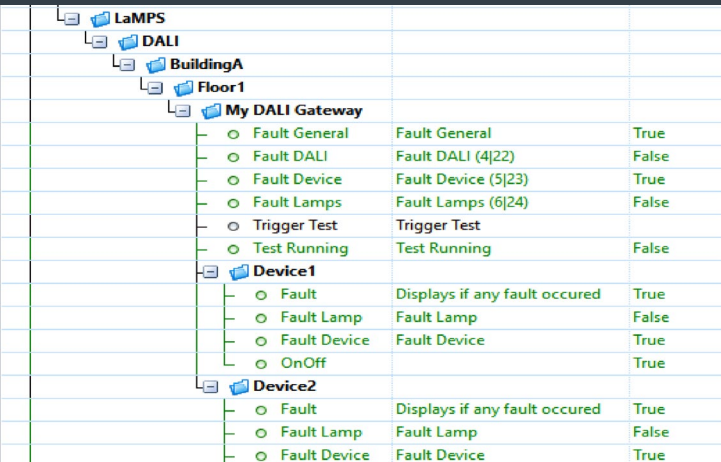 LaMPS
DALI
BuildingA
Floor1
My DALI Gateway
Fault General Fault General True
Fault DALI Fault DALI (4|22) False
Fault Device Fault Device (5|23) True
Fault Lamps Fault Lamps (6|24) False
Trigger Test Trigger Test
Test Running Test Running False
Device1
Fault Displays if any fault occured True
Fault Lamp Fault Lamp False
Fault Device Fault Device True
OnOff True
Device2
Fault Displays if any fault occured True
Fault Lamp Fault Lamp False
Fault Device Fault Device True